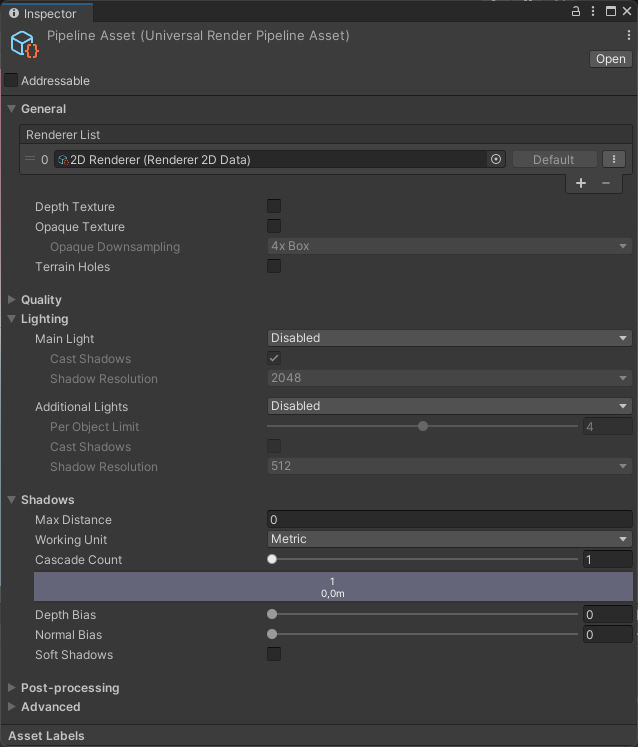 Inspector
Pipeline Asset (Universal Render Pipeline Asset)
Open
Addressable
General
Renderer List
0 2D Renderer (Renderer 2D Data) Default
Depth Texture
Opaque Texture
Opaque Downsampling 4x Box
Terrain Holes
Quality
Lighting
Main Light Disabled
Cast Shadows
Shadow Resolution 2048
Additional Lights Disabled
Per Object Limit 4
Cast Shadows
Shadow Resolution 512
Shadows
Max Distance 0
Working Unit Metric
Cascade Count 1
1
0,0m
Depth Bias 0
Normal Bias 0
Soft Shadows
Post-processing
Advanced
Asset Labels